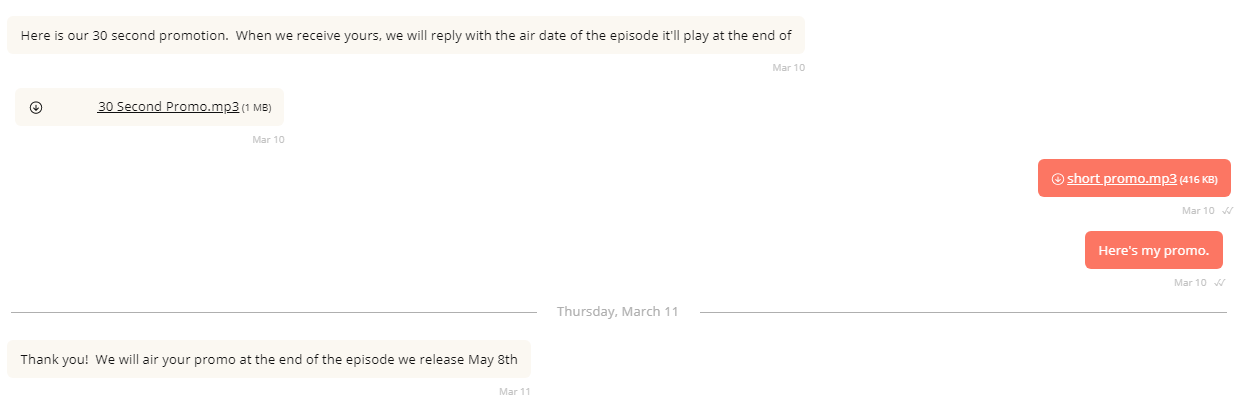 Here is our 30 second promotion.  When we receive yours, we will reply with the air date of the episode it'll play at the end of
Mar 10
30 Second Promo.mp3 (1 MB)
Mar 10
short promo.mp3 (416 KB)
Mar 10
Here's my promo.
Mar 10
Thursday, March 11
Thank you!  We will air your promo at the end of the episode we release May 8th
Mar 11